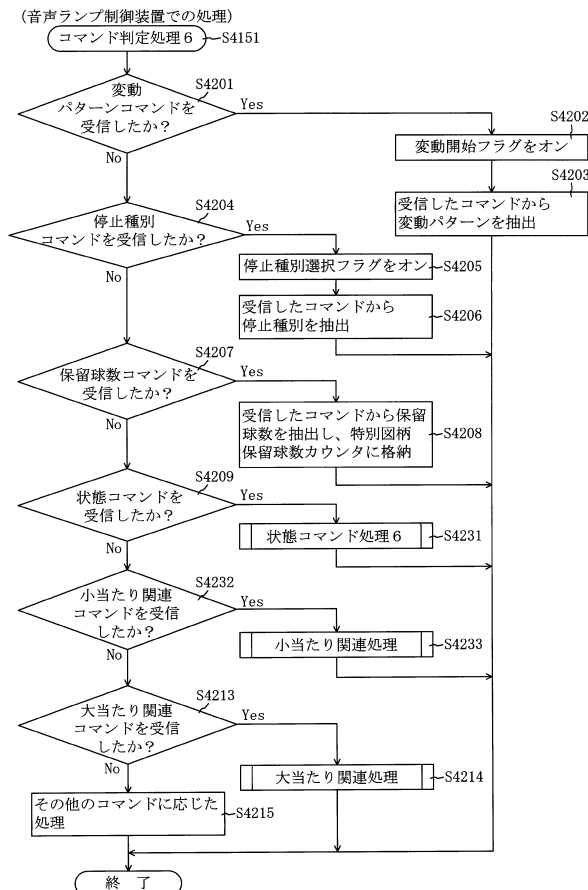 (音声ランプ制御装置での処理)
コマンド判定処理6
S4151
変動
パターンコマンドを
受信したか？
S4201
Yes
No
S4202
変動開始フラグをオン
S4203
受信したコマンドから
変動パターンを抽出
停止種別
コマンドを受信したか？
S4204
Yes
No
停止種別選択フラグをオン
S4205
受信したコマンドから
停止種別を抽出
S4206
保留球数コマンドを
受信したか？
S4207
Yes
No
受信したコマンドから保留
球数を抽出し、特別図柄
保留球数カウンタに格納
S4208
状態コマンドを
受信したか？
S4209
Yes
No
状態コマンド処理6
S4231
小当たり関連
コマンドを受信
したか？
S4232
Yes
No
小当たり関連処理
S4233
大当たり関連
コマンドを受信
したか？
S4213
Yes
No
大当たり関連処理
S4214
その他のコマンドに応じた
処理
S4215
終 了